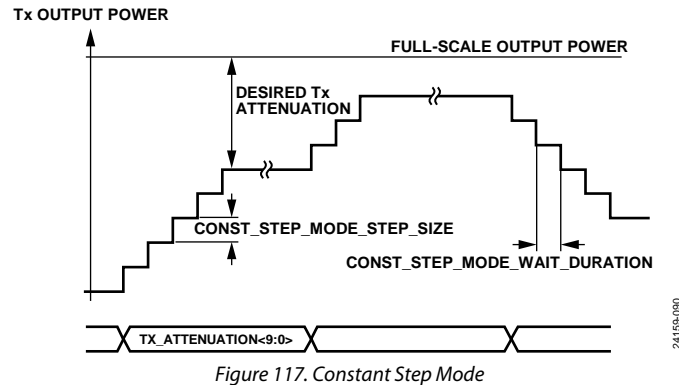 Tx OUTPUT POWER
FULL-SCALE OUTPUT POWER
DESIRED Tx
ATTENUATION
CONST_STEP_MODE_STEP_SIZE
CONST_STEP_MODE_WAIT_DURATION
TX_ATTENUATION<9:0>
24159-090
Figure 117. Constant Step Mode